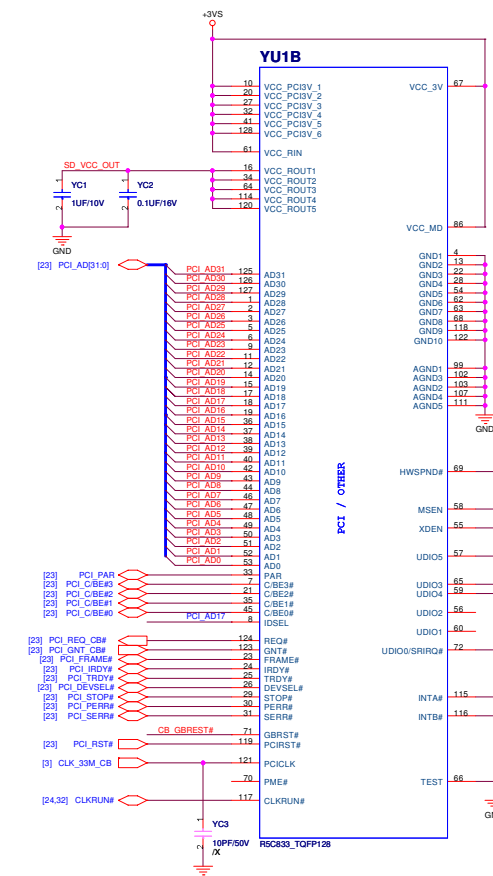 +3VS
YU1B
10 VCC_PCI3V_1
20 VCC_PCI3V_2
27 VCC_PCI3V_3
32 VCC_PCI3V_4
41 VCC_PCI3V_5
128 VCC_PCI3V_6
VCC_3V 67
61 VCC_RIN
SD_VCC_OUT
16 VCC_ROUT1
34 VCC_ROUT2
64 VCC_ROUT3
114 VCC_ROUT4
120 VCC_ROUT5
1 YC1 2 1UF/10V
1 YC2 2 0.1UF/16V
GND
VCC_MD 86
GND1 4
GND2 13
GND3 22
GND4 28
GND5 54
GND6 62
GND7 63
GND8 68
GND9 118
GND10 122
AGND1 99
AGND3 102
AGND2 103
AGND4 107
AGND5 111
GND
[23] PCI_AD[31:0]
PCI_AD31 125 AD31
PCI_AD30 126 AD30
PCI_AD29 127 AD29
PCI_AD28 1 AD28
PCI_AD27 2 AD27
PCI_AD26 3 AD26
PCI_AD25 5 AD25
PCI_AD24 6 AD24
PCI_AD23 9 AD23
PCI_AD22 11 AD22
PCI_AD21 12 AD21
PCI_AD20 14 AD20
PCI_AD19 15 AD19
PCI_AD18 17 AD18
PCI_AD17 18 AD17
PCI_AD16 19 AD16
PCI_AD15 36 AD15
PCI_AD14 37 AD14
PCI_AD13 38 AD13
PCI_AD12 39 AD12
PCI_AD11 40 AD11
PCI_AD10 42 AD10
PCI_AD9 43 AD9
PCI_AD8 44 AD8
PCI_AD7 46 AD7
PCI_AD6 47 AD6
PCI_AD5 48 AD5
PCI_AD4 49 AD4
PCI_AD3 50 AD3
PCI_AD2 51 AD2
PCI_AD1 52 AD1
PCI_AD0 53 AD0
PCI / OTHER
HWSPND# 69
MSEN 58
XDEN 55
UDIO5 57
UDIO3 65
UDIO4 59
UDIO2 56
UDIO1 60
UDIO0/SRIRQ# 72
INTA# 115
INTB# 116
TEST 66
[23] PCI_PAR 33 PAR
[23] PCI_C/BE#3 7 C/BE3#
[23] PCI_C/BE#2 21 C/BE2#
[23] PCI_C/BE#1 35 C/BE1#
[23] PCI_C/BE#0 45 C/BE0#
PCI_AD17 8 IDSEL
[23] PCI_REQ_CB# 124 REQ#
[23] PCI_GNT_CB# 123 GNT#
[23] PCI_FRAME# 23 FRAME#
[23] PCI_IRDY# 24 IRDY#
[23] PCI_TRDY# 25 TRDY#
[23] PCI_DEVSEL# 26 DEVSEL#
[23] PCI_STOP# 29 STOP#
[23] PCI_PERR# 30 PERR#
[23] PCI_SERR# 31 SERR#
CB_GBREST# 71 GBRST#
[23] PCI_RST# 119 PCIRST#
[3] CLK_33M_CB 121 PCICLK
70 PME#
[24,32] CLKRUN# 117 CLKRUN#
1 YC3 2 10PF/50V
/X
R5C833_TQFP128